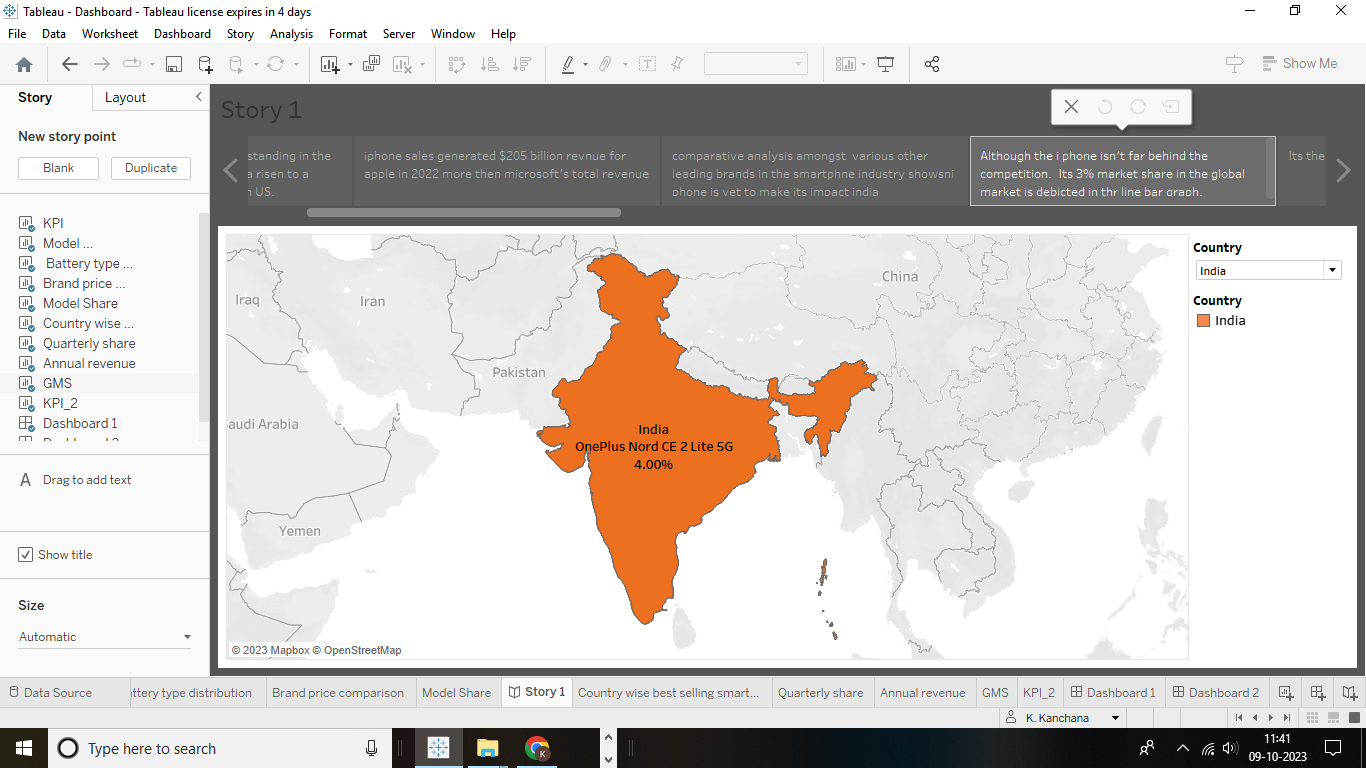 Tableau - Dashboard - Tableau license expires in 4 days
File Data Worksheet Dashboard Story Analysis Format Server Window Help
Show Me
Story Layout
New story point
Blank Duplicate
KPI
Model ...
Battery type ...
Brand price ...
Model Share
Country wise ...
Quarterly share
Annual revenue
GMS
KPI_2
Dashboard 1
A Drag to add text
Show title
Size
Automatic
Story 1
standing in the
a risen to a
US.
iphone sales generated $205 billion revnue for
apple in 2022 more then microsoft's total revenue
comparative analysis amongst various other
leading brands in the smartphne industry showsni
phone is yet to make its impact india
Although the i phone isn't far behind the
competition. Its 3% market share in the global
market is debicted in thr line bar graph.
Its the
Iraq
Iran
China
Pakistan
audi Arabia
Yemen
India
OnePlus Nord CE 2 Lite 5G
4.00%
© 2023 Mapbox © OpenStreetMap
Country
India
Country
India
Data Source ttery type distribution Brand price comparison Model Share Story 1 Country wise best selling smart... Quarterly share Annual revenue GMS KPI_2 Dashboard 1 Dashboard 2
K. Kanchana
Type here to search
K
11:41
09-10-2023